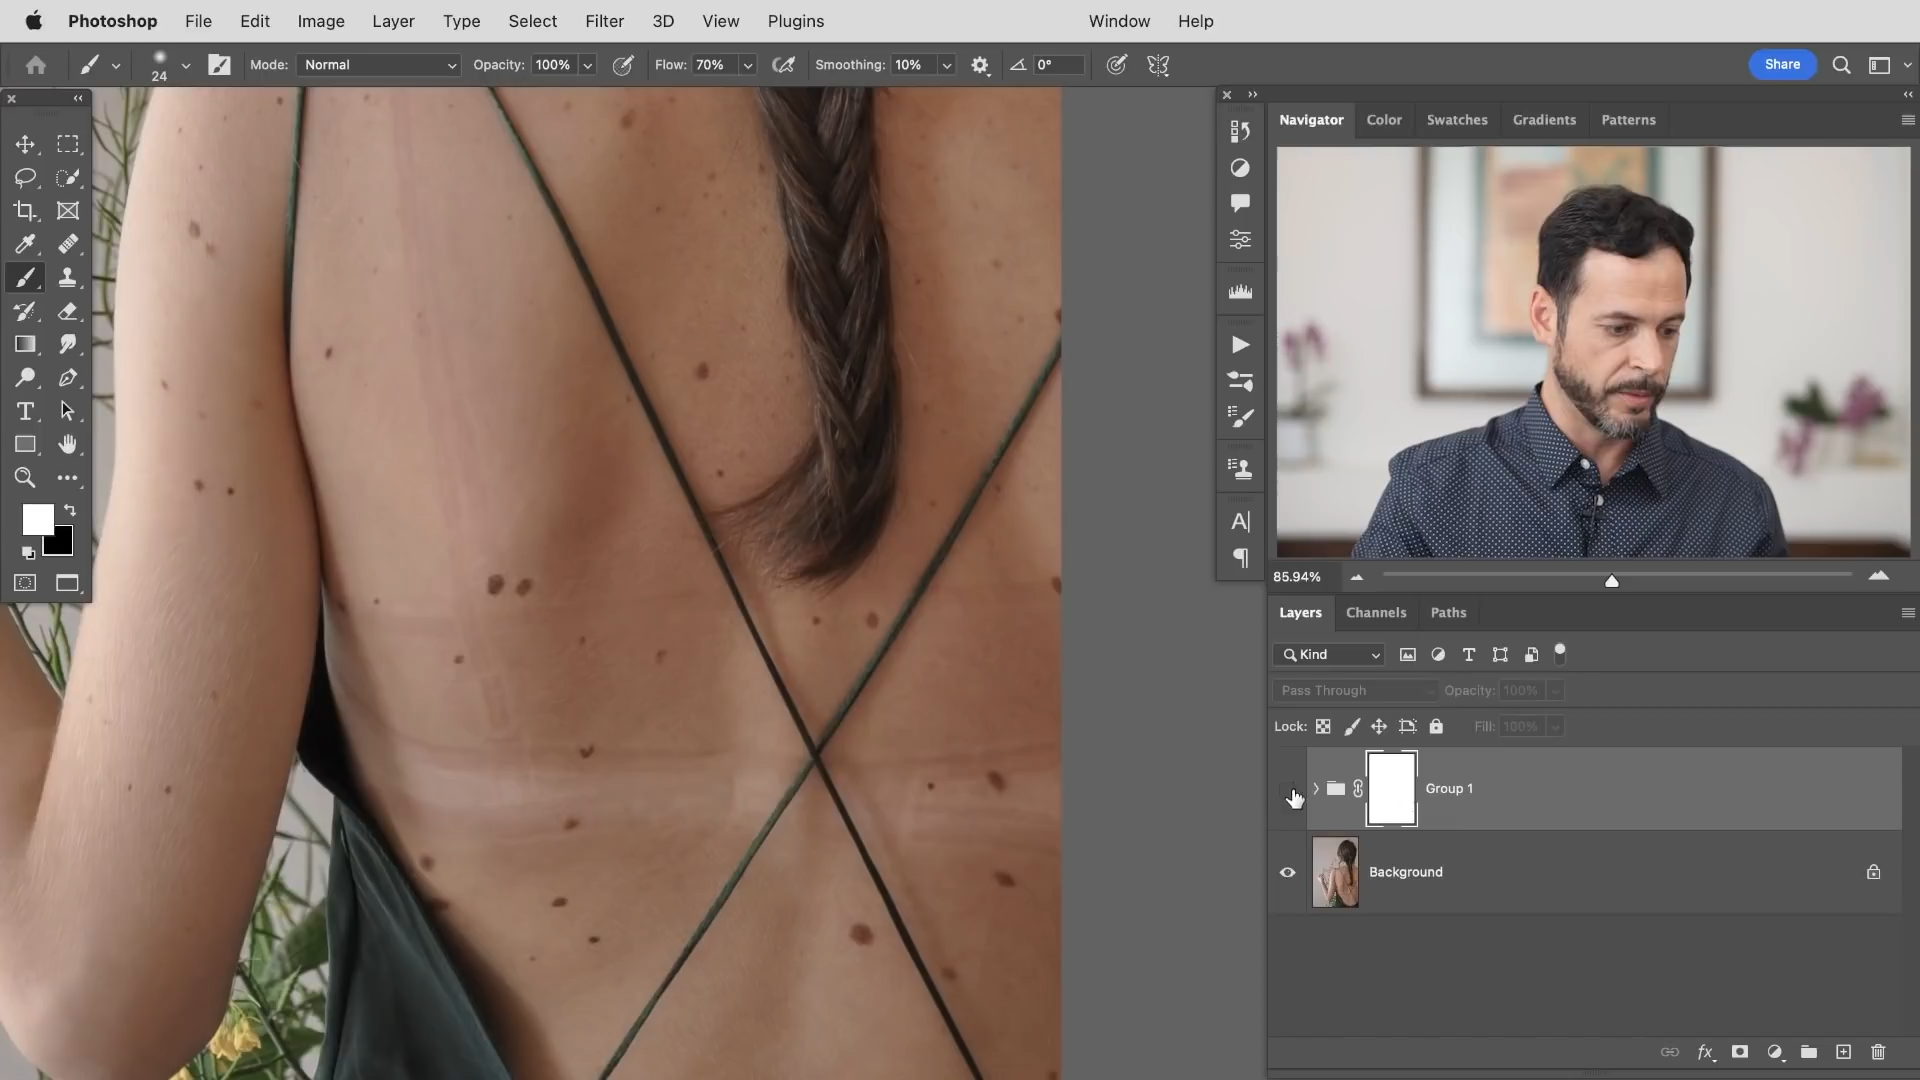 Photoshop File Edit Image Layer Type Select Filter 3D View Plugins Window Help
24 Mode: Normal Opacity: 100% Flow: 70% Smoothing: 10% 0° Share
Navigator Color Swatches Gradients Patterns
85.94%
Layers Channels Paths
Kind
Pass Through Opacity: 100%
Lock: Fill: 100%
Group 1
Background
fx